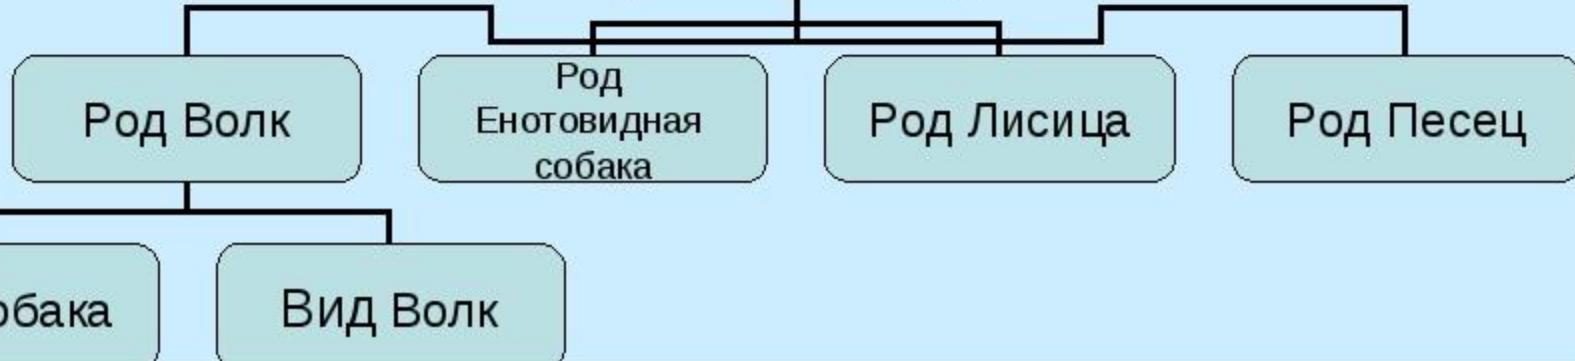 Род Волк
Род
Енотовидная
собака
Род Лисица
Род Песец
Вид Волк